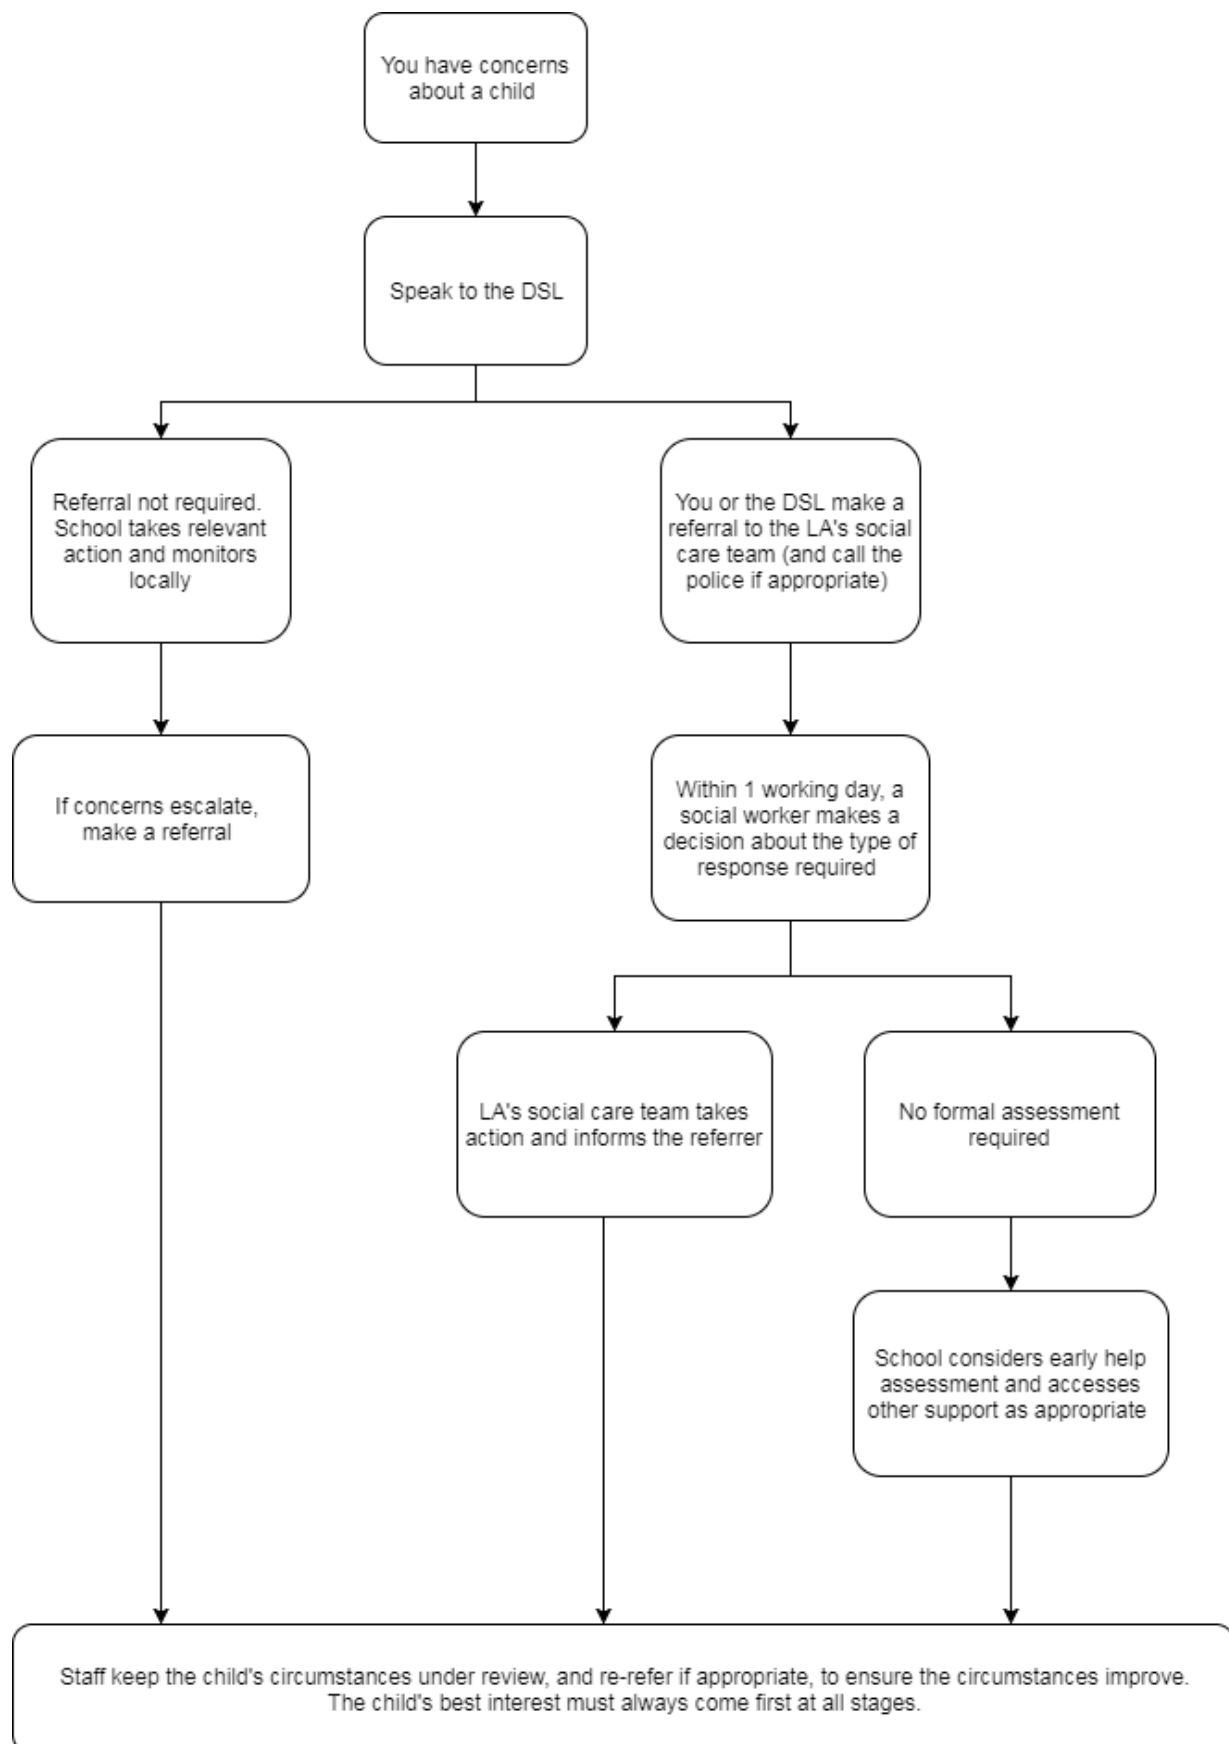 You have concerns
about a child
Speak to the DSL
Referral not required.
School takes relevant
action and monitors
locally
You or the DSL make a
referral to the LA's social
care team (and call the
police if appropriate)
If concerns escalate,
make a referral
Within 1 working day, a
social worker makes a
decision about the type of
response required
LA's social care team takes
action and informs the referrer
No formal assessment
required
School considers early help
assessment and accesses
other support as appropriate
Staff keep the child's circumstances under review, and re-refer if appropriate, to ensure the circumstances improve.
The child's best interest must always come first at all stages.